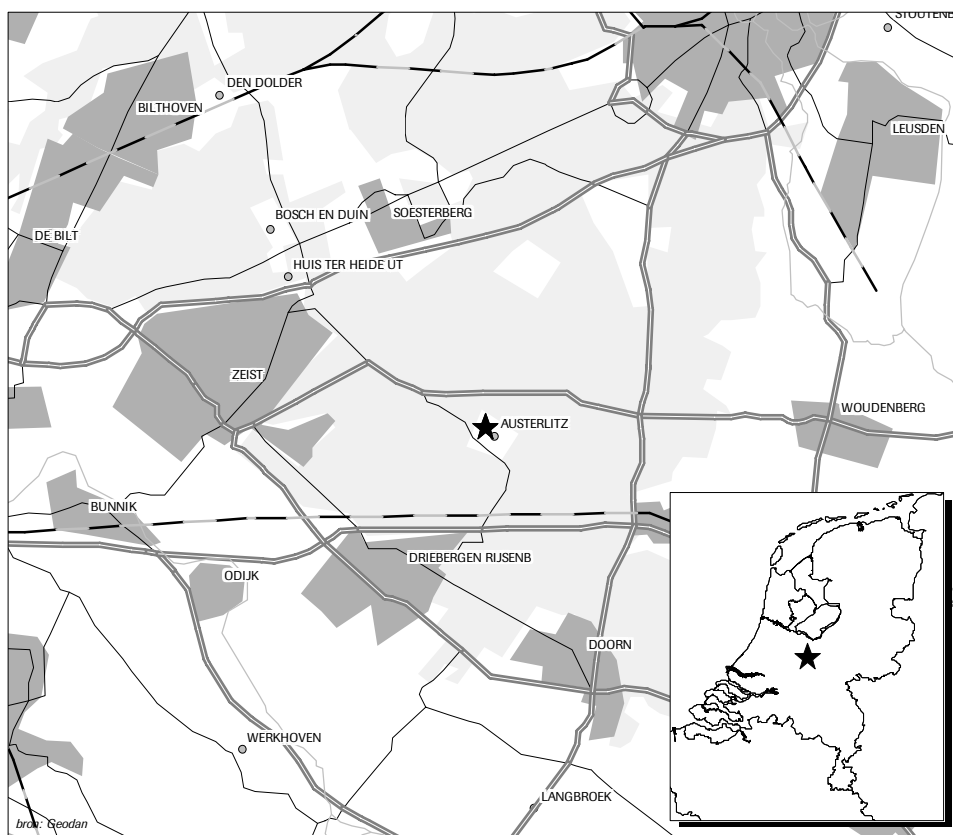 STOUTENB
DEN DOLDER
BILTHOVEN
LEUSDEN
BOSCH EN DUIN
SOESTERBERG
DE BILT
HUIS TER HEIDE UT
ZEIST
WOUDENBERG
AUSTERLITZ
BUNNIK
DRIEBERGEN RIJSENB
ODIJK
DOORN
WERKHOVEN
LANGBROEK
bron: Geodan